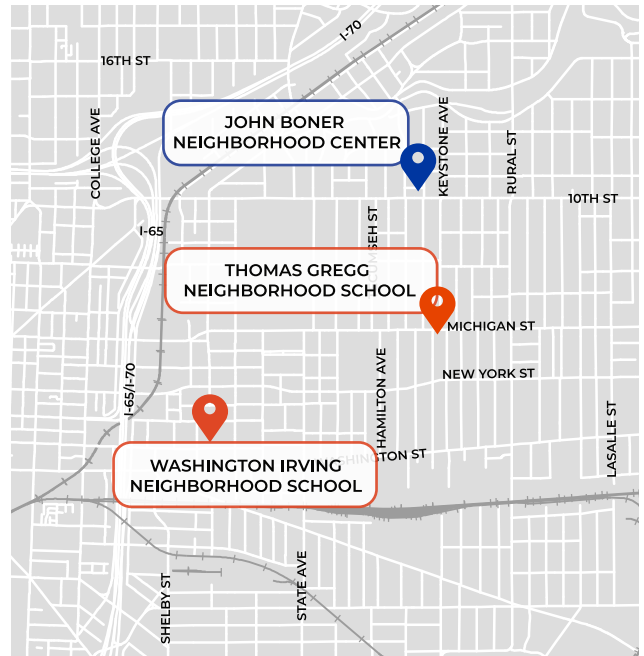 I-70
16TH ST
COLLEGE AVE
JOHN BONER
NEIGHBORHOOD CENTER
KEYSTONE AVE
RURAL ST
10TH ST
I-65
THOMAS GREGG
NEIGHBORHOOD SCHOOL
MICHIGAN ST
NEW YORK ST
HAMILTON AVE
I-65/I-70
LASALLE ST
WASHINGTON IRVING
NEIGHBORHOOD SCHOOL
SHELBY ST
STATE AVE